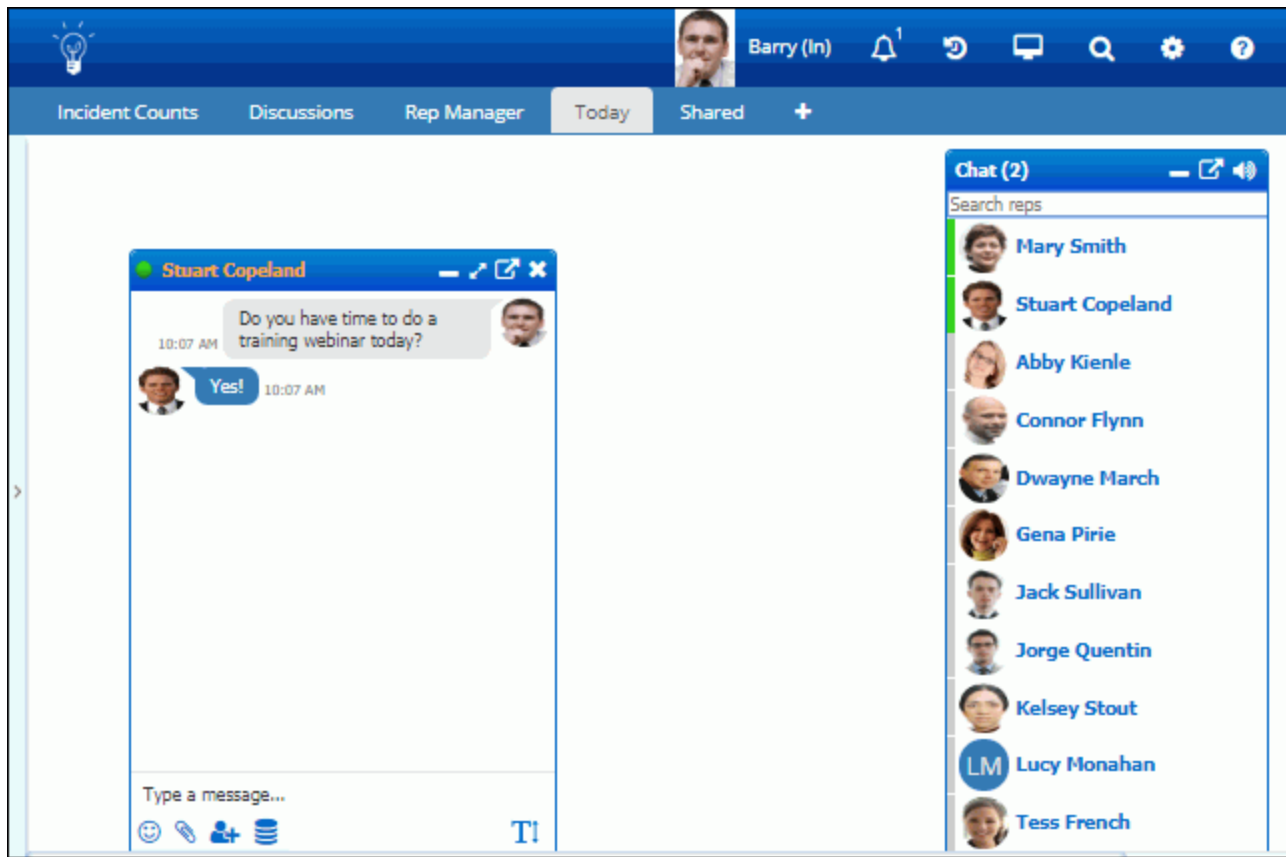 Barry (In)
1
Incident Counts
Discussions
Rep Manager
Today
Shared
Chat (2)
Search reps
Mary Smith
Stuart Copeland
Abby Kienle
Connor Flynn
Dwayne March
Gena Pirie
Jack Sullivan
Jorge Quentin
Kelsey Stout
LM
Lucy Monahan
Tess French
Stuart Copeland
Do you have time to do a
training webinar today?
10:07 AM
Yes!
10:07 AM
Type a message...
T